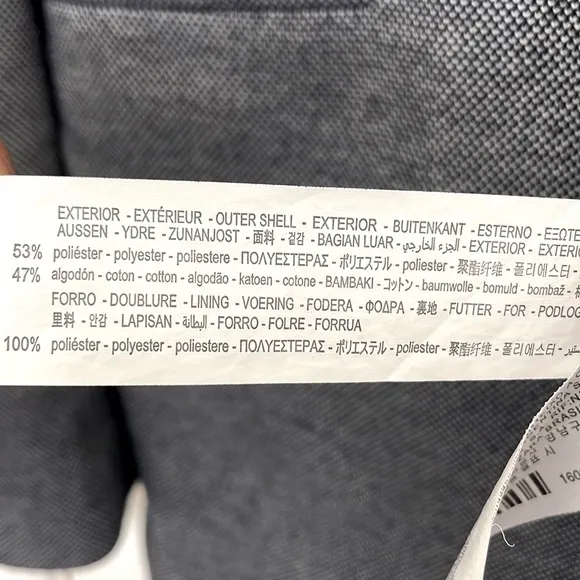 EXTERIOR - EXTÉRIEUR - OUTER SHELL - EXTERIOR - BUITENKANT - ESTERNO - ΕΞΩΤΕ
AUSSEN - YDRE - ZUNANJOST - 面料 - 겉감 - BAGIAN LUAR - الجزء الخارجي - EXTERIOR - EXTERIO
53% poliéster - polyester - poliestere - ΠΟΛΥΕΣΤΕΡΑΣ - ポリエステル - poliester - 聚酯纤维 - 폴리에스터 -
47% algodón - coton - cotton - algodão - katoen - cotone - ΒΑΜΒΑΚΙ - コットン - baumwolle - bomuld - bombaž -
FORRO - DOUBLURE - LINING - VOERING - FODERA - ΦΟΔΡΑ - 裏地 - FUTTER - FOR - PODLOG
里料 - 안감 - LAPISAN - البطانة - FORRO - FOLRE - FORRUA
100% poliéster - polyester - poliestere - ΠΟΛΥΕΣΤΕΡΑΣ - ポリエステル - poliester - 聚酯纤维 - 폴리에스터 -
160